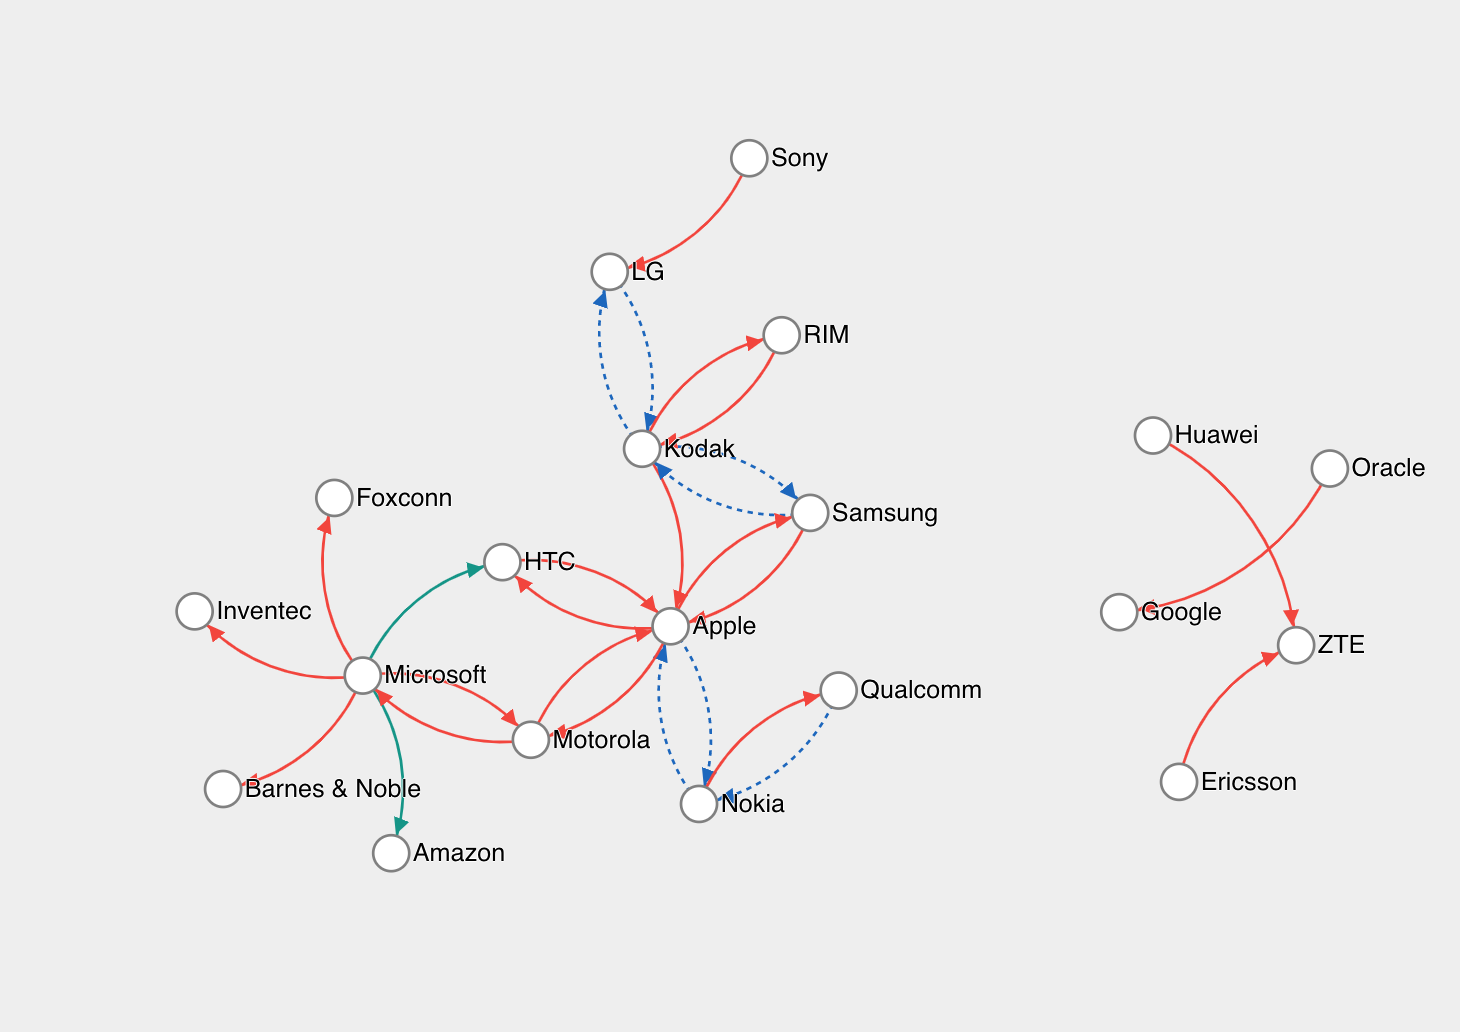 Sony
LG
RIM
Huawei
Kodak
Oracle
Foxconn
Samsung
HTC
Inventec
Google
Apple
ZTE
Microsoft
Qualcomm
Motorola
Ericsson
Barnes & Noble
Nokia
Amazon